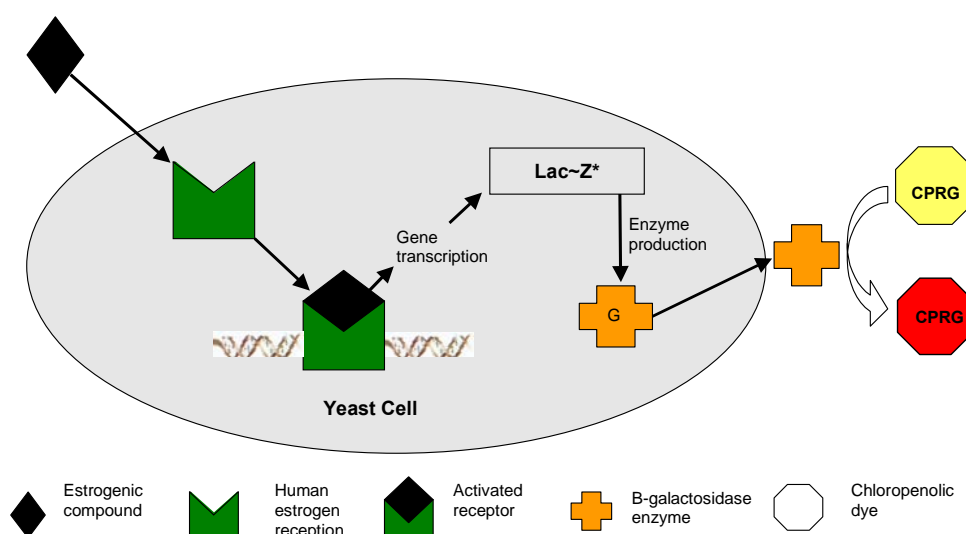 Lac~Z*
CPRG
Gene
transcription
Enzyme
production
G
CPRG
Yeast Cell
Estrogenic
compound
Human
estrogen
reception
Activated
receptor
B-galactosidase
enzyme
Chloropenolic
dye